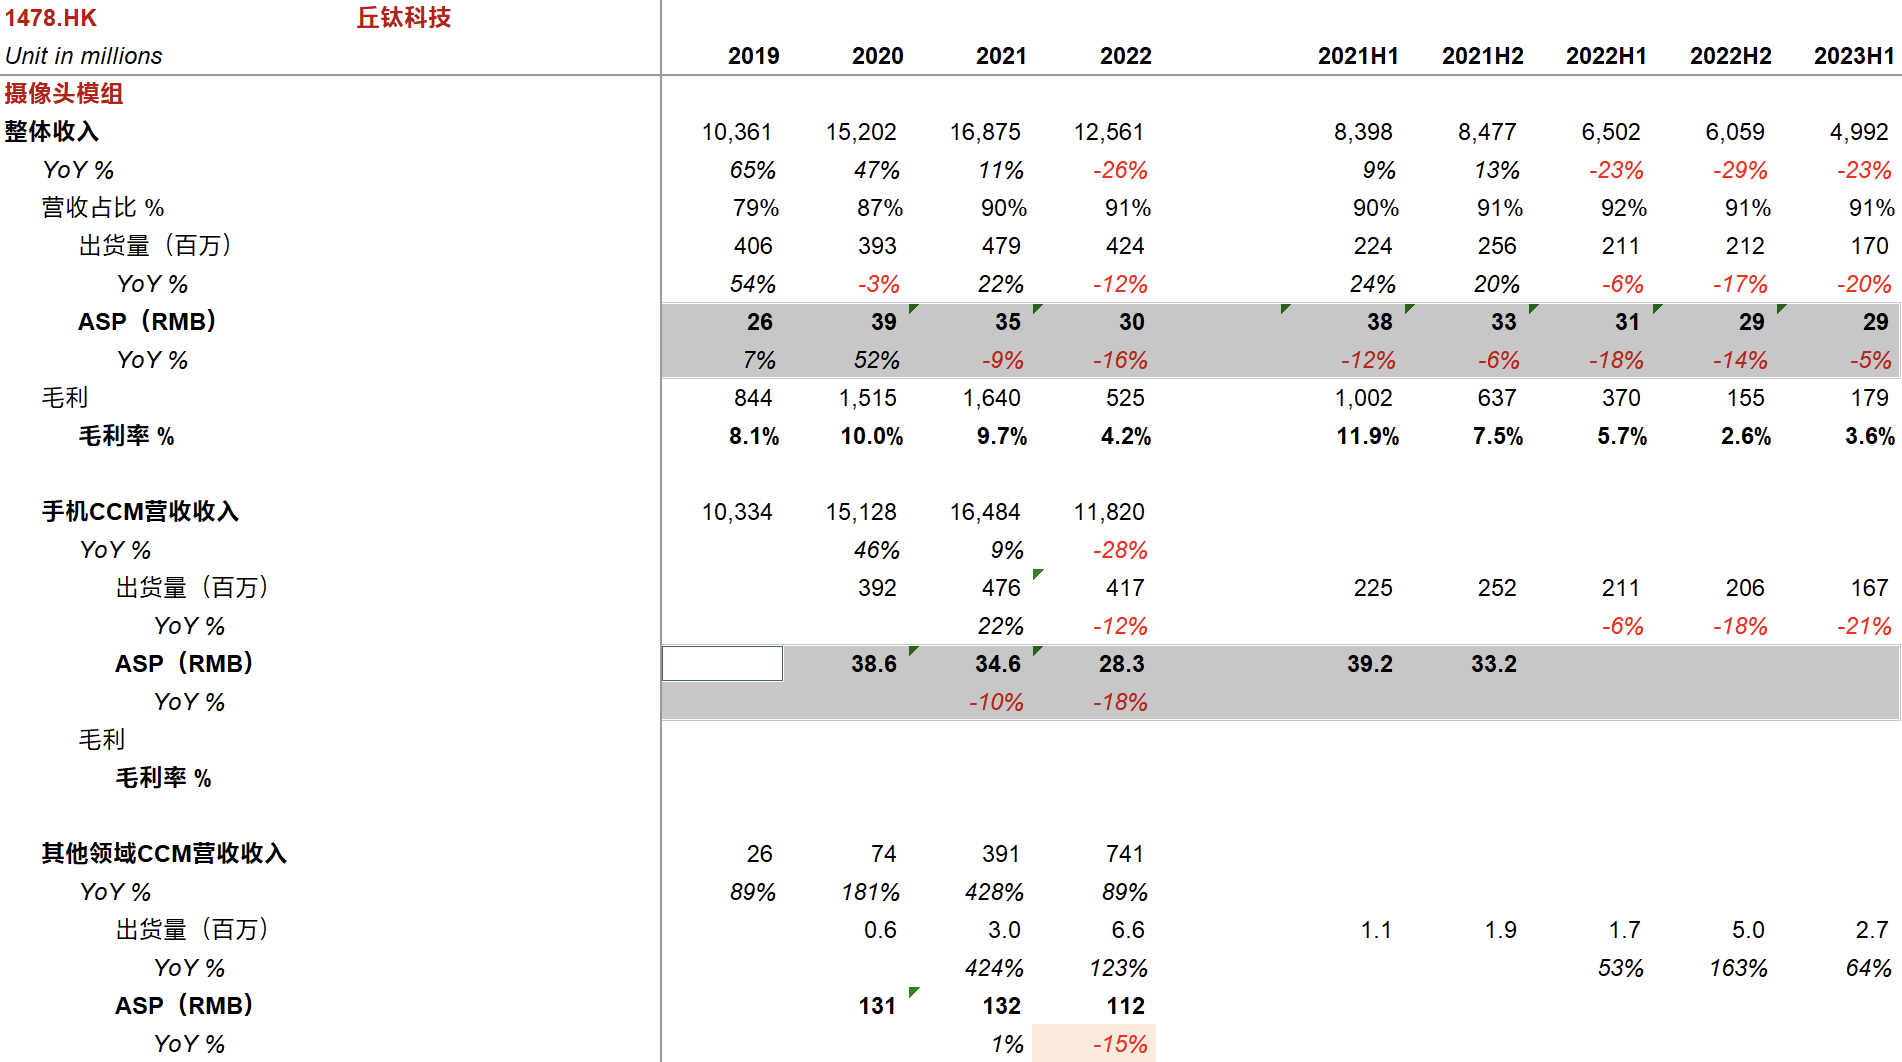 1478.HK 丘钛科技
Unit in millions 2019 2020 2021 2022 2021H1 2021H2 2022H1 2022H2 2023H1
摄像头模组
整体收入 10,361 15,202 16,875 12,561 8,398 8,477 6,502 6,059 4,992
YoY % 65% 47% 11% -26% 9% 13% -23% -29% -23%
营收占比 % 79% 87% 90% 91% 90% 91% 92% 91% 91%
出货量（百万） 406 393 479 424 224 256 211 212 170
YoY % 54% -3% 22% -12% 24% 20% -6% -17% -20%
ASP（RMB） 26 39 35 30 38 33 31 29 29
YoY % 7% 52% -9% -16% -12% -6% -18% -14% -5%
毛利 844 1,515 1,640 525 1,002 637 370 155 179
毛利率 % 8.1% 10.0% 9.7% 4.2% 11.9% 7.5% 5.7% 2.6% 3.6%
手机CCM营收收入 10,334 15,128 16,484 11,820
YoY % 46% 9% -28%
出货量（百万） 392 476 417 225 252 211 206 167
YoY % 22% -12% -6% -18% -21%
ASP（RMB） 38.6 34.6 28.3 39.2 33.2
YoY % -10% -18%
毛利
毛利率 %
其他领域CCM营收收入 26 74 391 741
YoY % 89% 181% 428% 89%
出货量（百万） 0.6 3.0 6.6 1.1 1.9 1.7 5.0 2.7
YoY % 424% 123% 53% 163% 64%
ASP（RMB） 131 132 112
YoY % 1% -15%